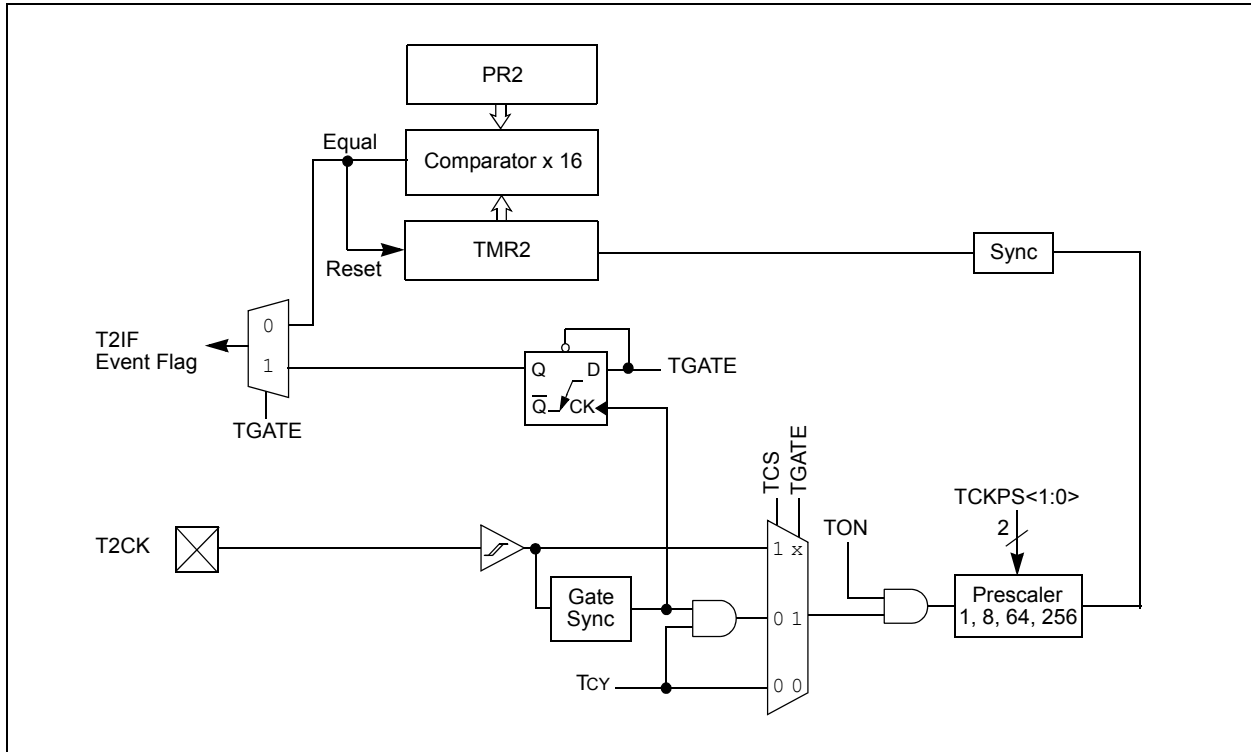 PR2
Equal
Comparator x 16
TMR2
Reset
Sync
0
T2IF
Event Flag
1
Q
D
TGATE
Q
CK
TGATE
TCS
TGATE
TCKPS<1:0>
2
TON
T2CK
1 x
Prescaler
1, 8, 64, 256
Gate
Sync
0 1
TCY
0 0